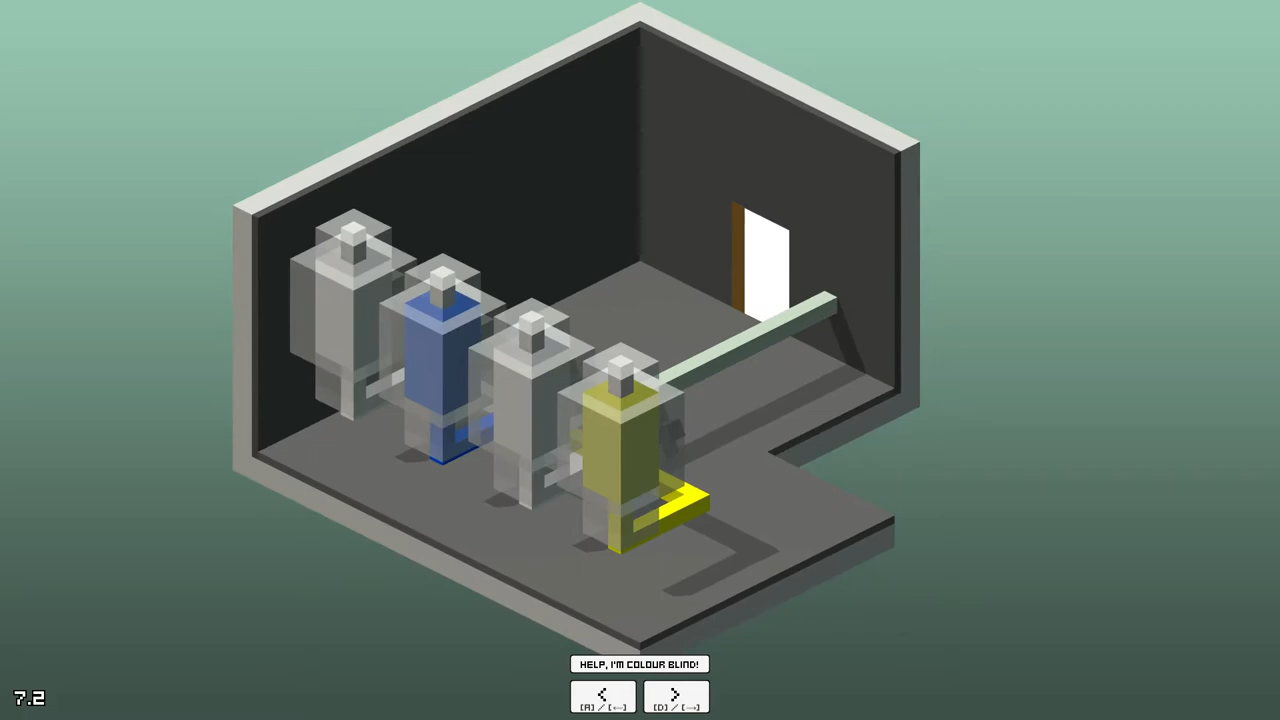 HELP, I'M COLOUR BLIND!
< >
[A] / [←] [D] / [→]
7.2